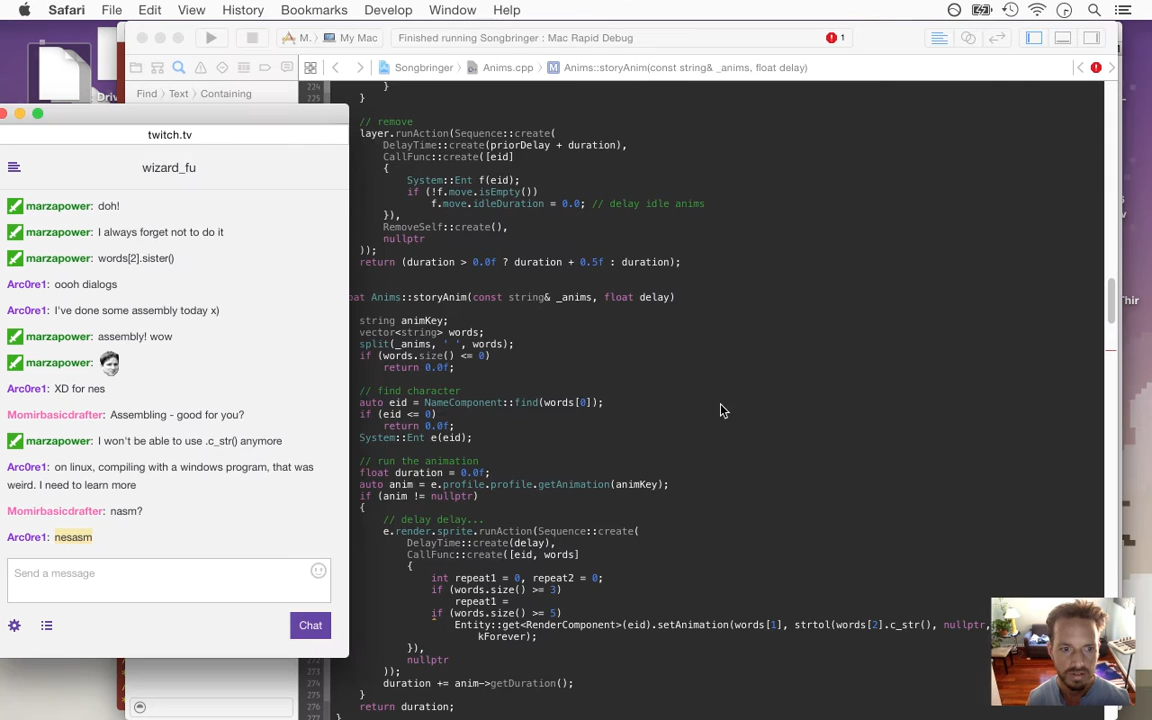 Safari File Edit View History Bookmarks Develop Window Help
M. My Mac Finished running Songbringer : Mac Rapid Debug 1
Songbringer Anims.cpp M Anims::storyAnim(const string& _anims, float delay)
Find Text Containing
twitch.tv
wizard_fu
marzapower: doh!
marzapower: I always forget not to do it
marzapower: words[2].sister()
Arc0re1: oooh dialogs
Arc0re1: I've done some assembly today x)
marzapower: assembly! wow
marzapower:
Arc0re1: XD for nes
Momirbasicdrafter: Assembling - good for you?
marzapower: I won't be able to use .c_str() anymore
Arc0re1: on linux, compiling with a windows program, that was
weird. I need to learn more
Momirbasicdrafter: nasm?
Arc0re1: nesasm
Send a message
Chat
224 }
225 }
// remove
layer.runAction(Sequence::create(
DelayTime::create(priorDelay + duration),
CallFunc::create([eid]
{
System::Ent f(eid);
if (!f.move.isEmpty())
f.move.idleDuration = 0.0; // delay idle anims
}),
RemoveSelf::create(),
nullptr
));
return (duration > 0.0f ? duration + 0.5f : duration);
at Anims::storyAnim(const string& _anims, float delay)
string animKey;
vector<string> words;
split(_anims, ' ', words);
if (words.size() <= 0)
return 0.0f;
// find character
auto eid = NameComponent::find(words[0]);
if (eid <= 0)
return 0.0f;
System::Ent e(eid);
// run the animation
float duration = 0.0f;
auto anim = e.profile.profile.getAnimation(animKey);
if (anim != nullptr)
{
// delay delay...
e.render.sprite.runAction(Sequence::create(
DelayTime::create(delay),
CallFunc::create([eid, words]
{
int repeat1 = 0, repeat2 = 0;
if (words.size() >= 3)
repeat1 =
if (words.size() >= 5)
Entity::get<RenderComponent>(eid).setAnimation(words[1], strtol(words[2].c_str(), nullptr,
kForever);
}),
272 nullptr
273 ));
274 duration += anim->getDuration();
275 }
276 return duration;
277 }
Thir